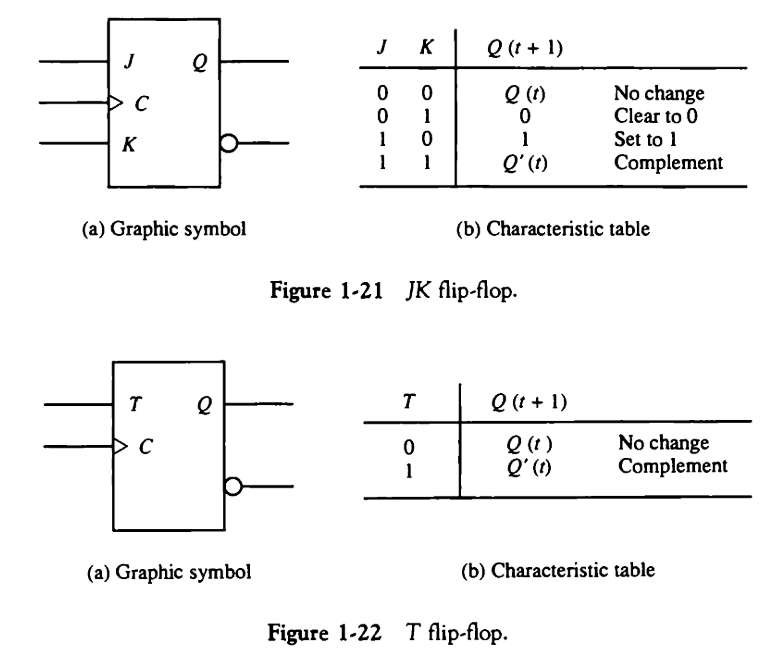 J Q
C
K
J K Q (t + 1)
0 0 Q (t) No change
0 1 0 Clear to 0
1 0 1 Set to 1
1 1 Q′ (t) Complement
(a) Graphic symbol
(b) Characteristic table
Figure 1-21 JK flip-flop.
T Q
C
T Q (t + 1)
0 Q (t ) No change
1 Q′ (t) Complement
(a) Graphic symbol
(b) Characteristic table
Figure 1-22 T flip-flop.